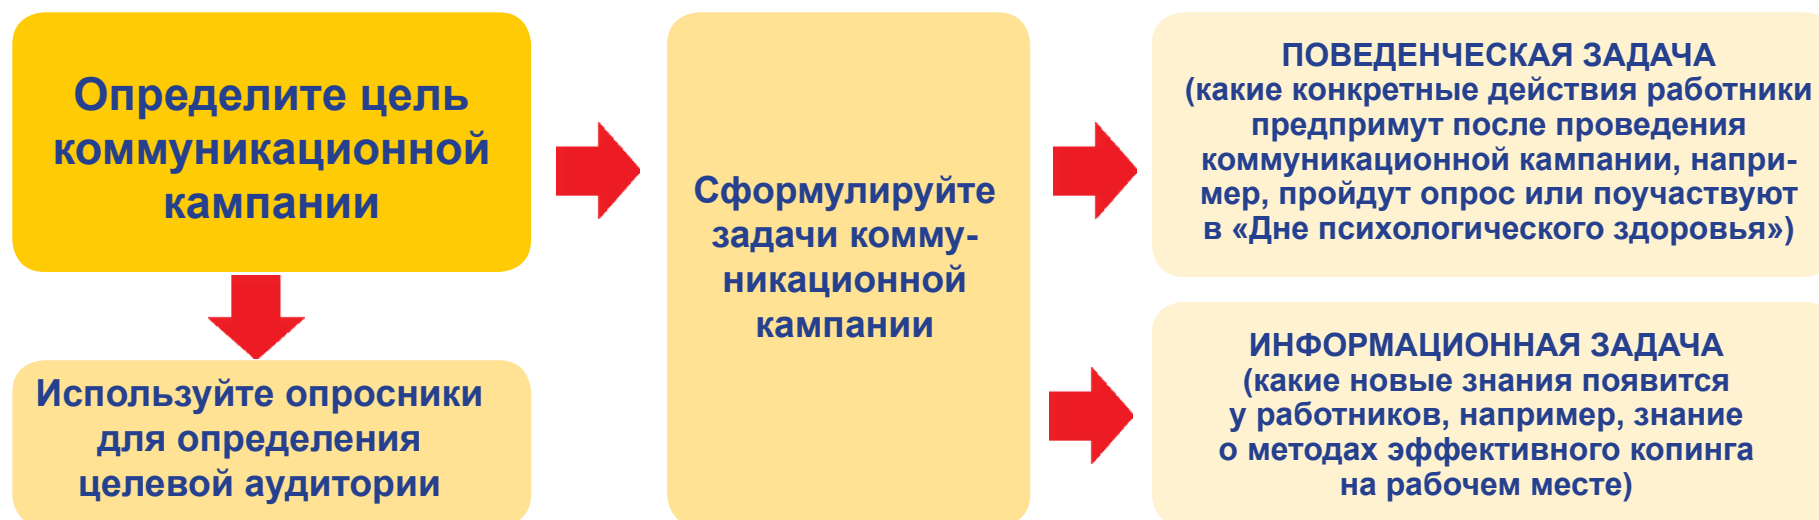 Определите цель
коммуникационной
кампании
Используйте опросники
для определения
целевой аудитории
Сформулируйте
задачи комму-
никационной
кампании
ПОВЕДЕНЧЕСКАЯ ЗАДАЧА
(какие конкретные действия работники
предпримут после проведения
коммуникационной кампании, напри-
мер, пройдут опрос или поучаствуют
в «Дне психологического здоровья»)
ИНФОРМАЦИОННАЯ ЗАДАЧА
(какие новые знания появится
у работников, например, знание
о методах эффективного копинга
на рабочем месте)